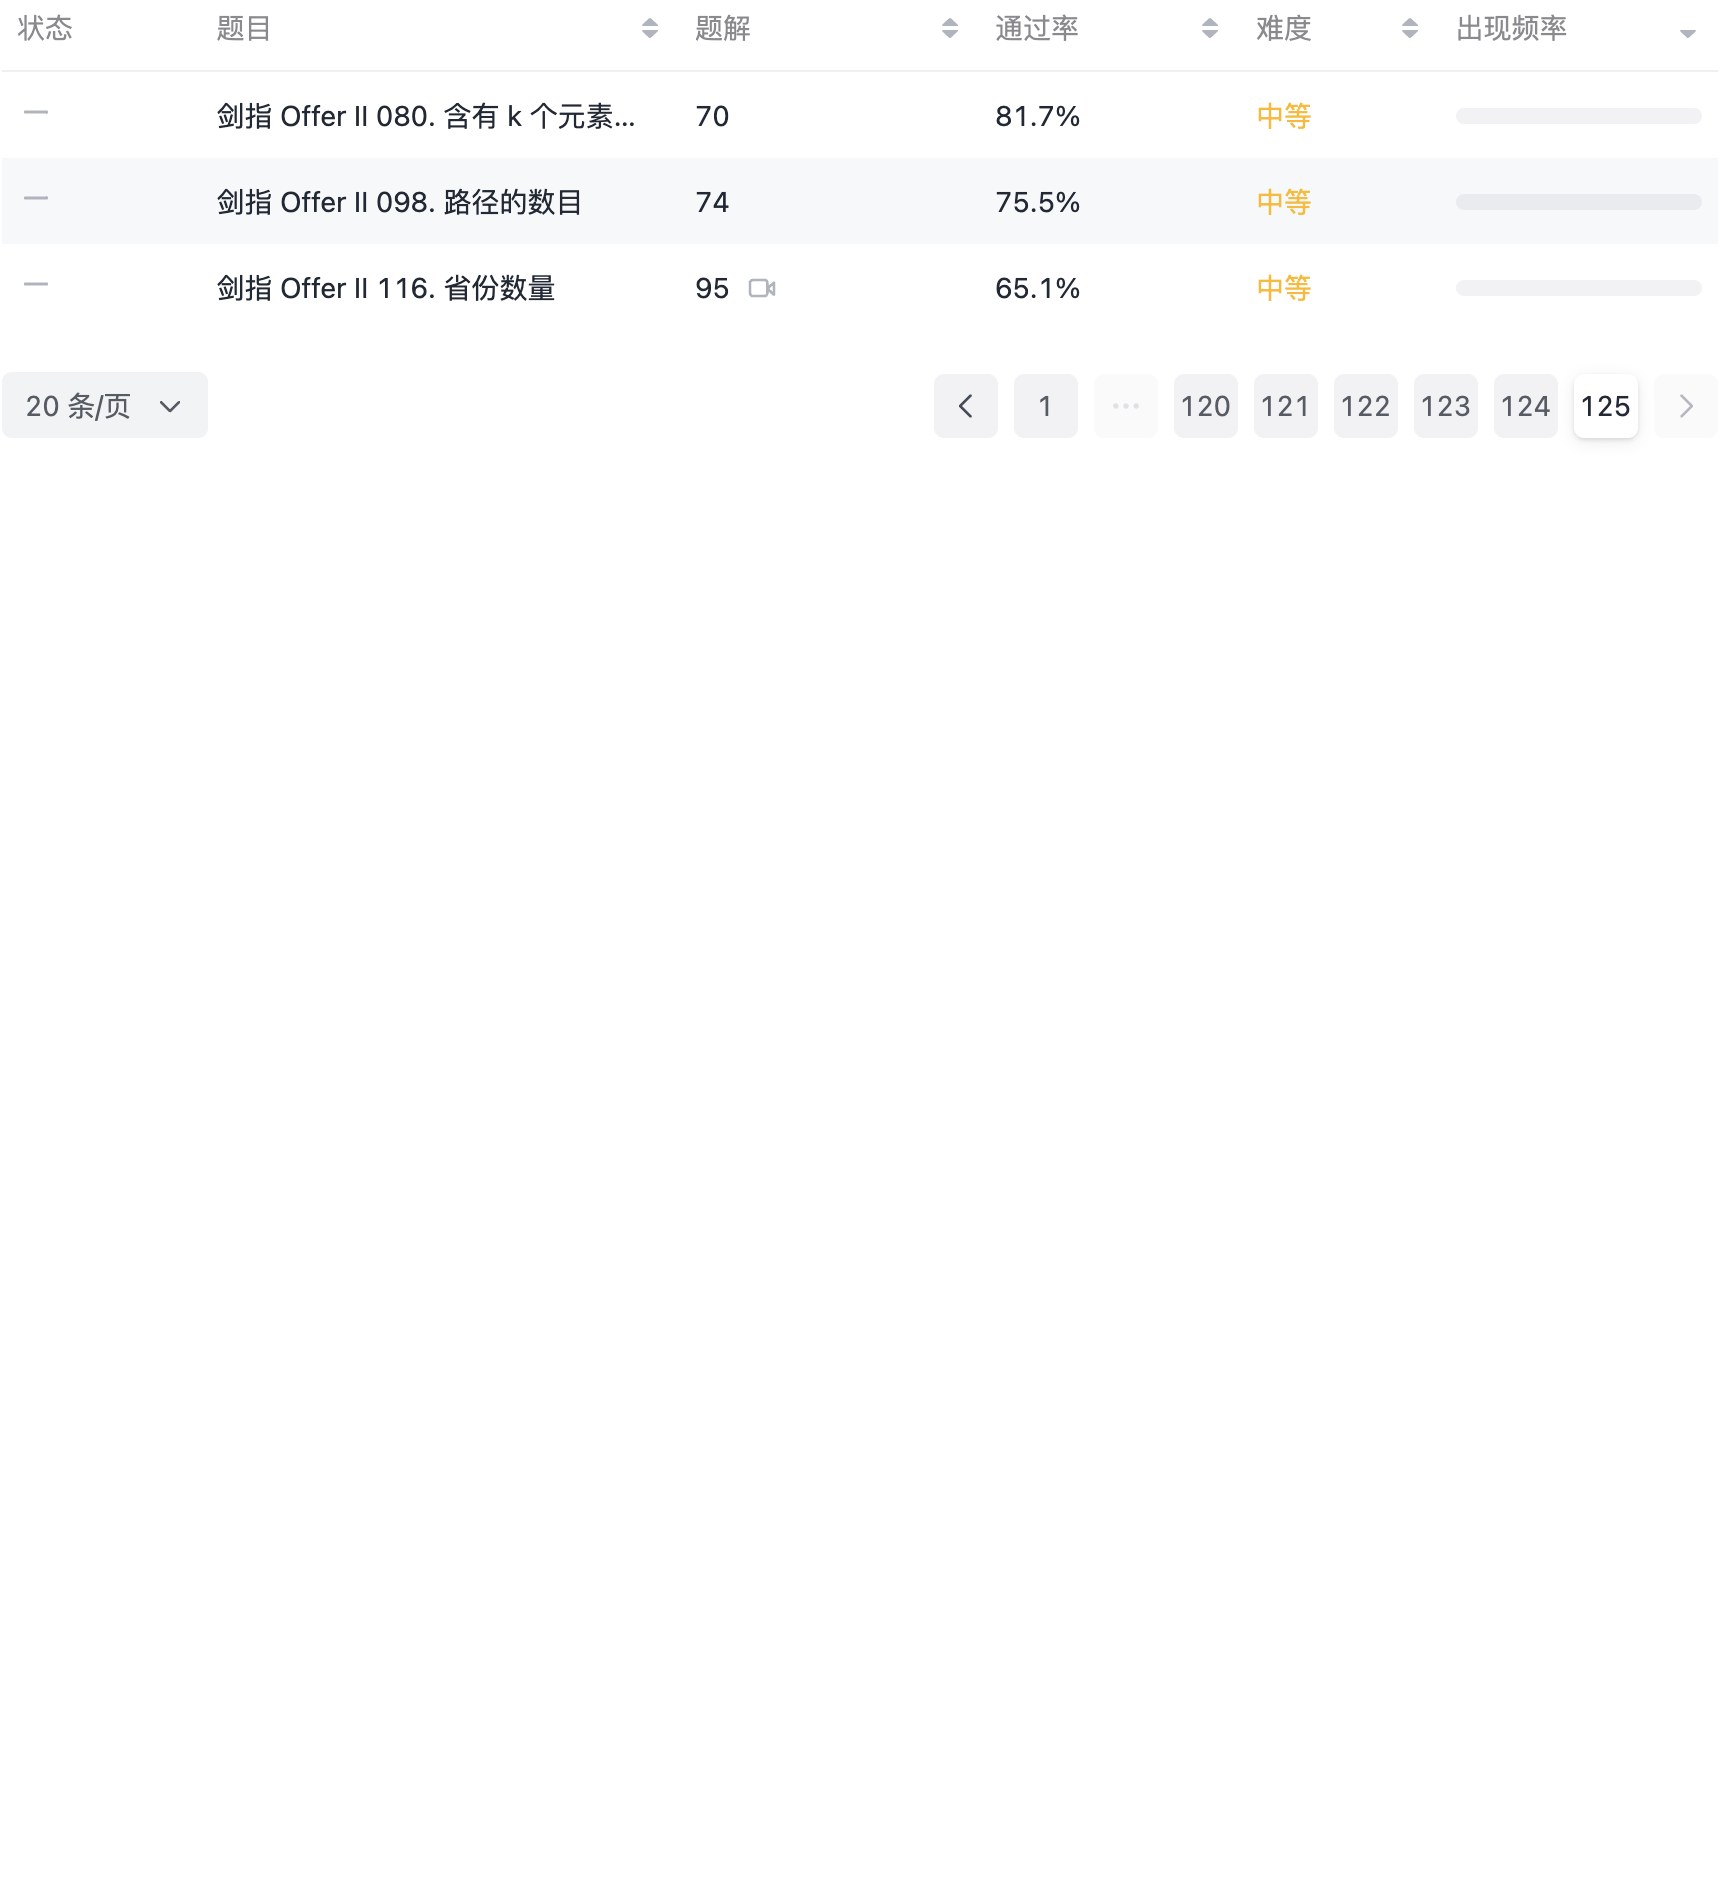 状态 题目 题解 通过率 难度 出现频率
剑指 Offer II 080. 含有 k 个元素... 70 81.7% 中等
剑指 Offer II 098. 路径的数目 74 75.5% 中等
剑指 Offer II 116. 省份数量 95 65.1% 中等
20 条/页 1 ... 120 121 122 123 124 125